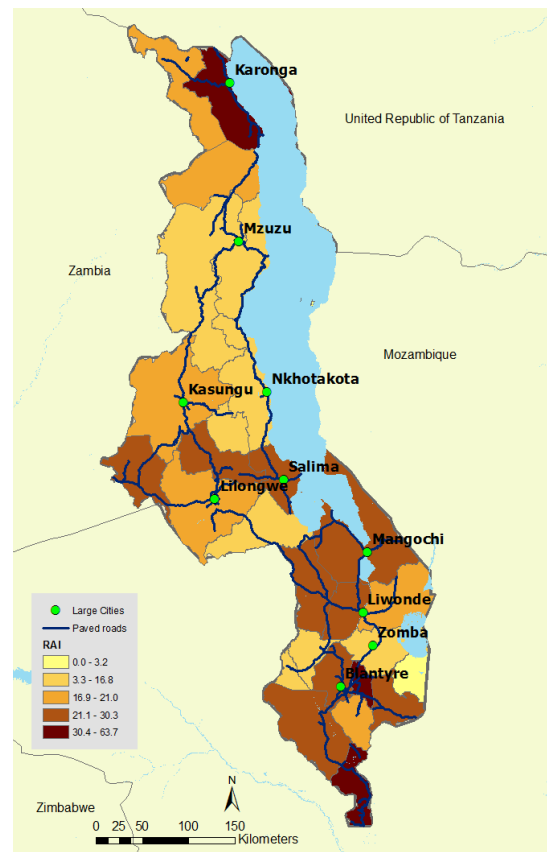 Karonga
United Republic of Tanzania
Mzuzu
Zambia
Mozambique
Nkhotakota
Kasungu
Salima
Lilongwe
Mangochi
Liwonde
Zomba
Blantyre
Large Cities
Paved roads
RAI
0.0 - 3.2
3.3 - 16.8
16.9 - 21.0
21.1 - 30.3
30.4 - 63.7
N
Zimbabwe
0 25 50 100 150
Kilometers